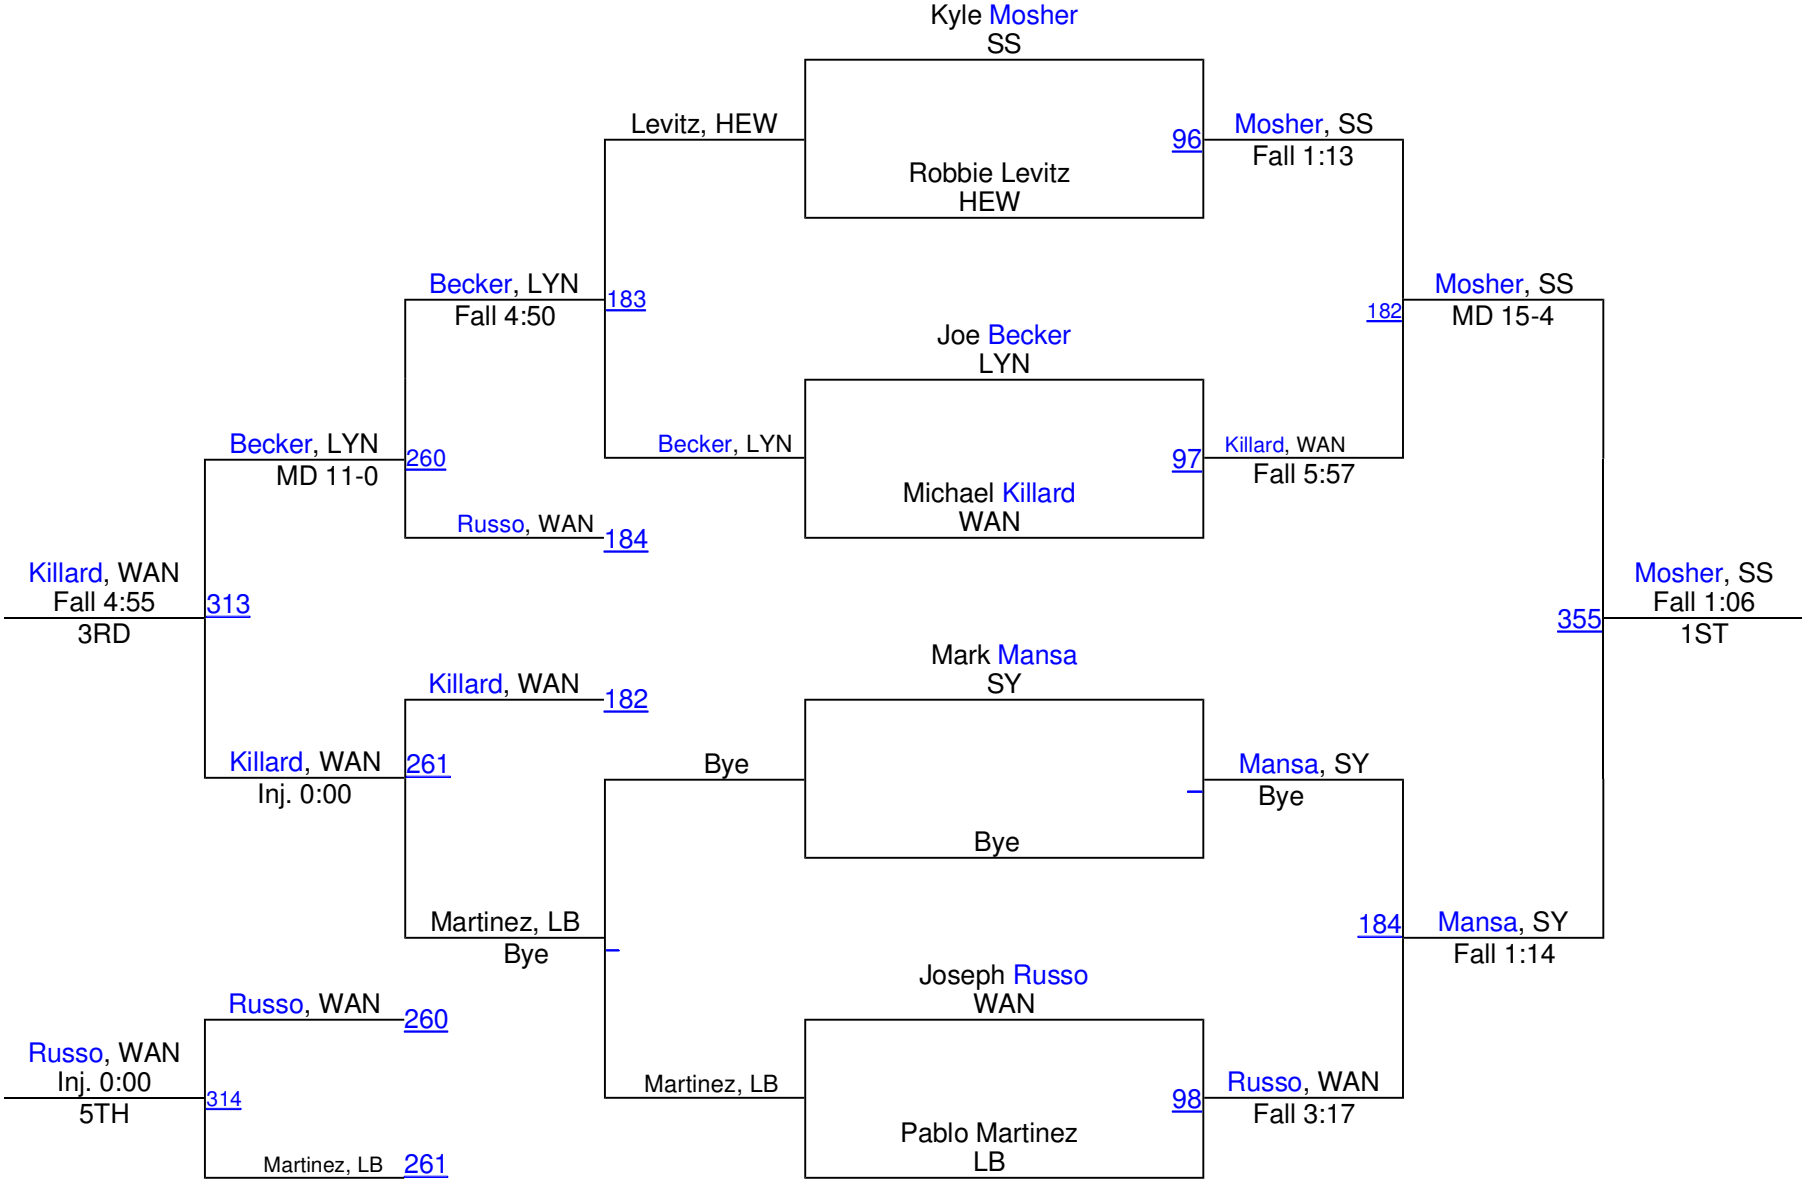 Kyle Mosher
SS
Levitz, HEW
96
Mosher, SS
Fall 1:13
Robbie Levitz
HEW
Becker, LYN
Fall 4:50
183
Mosher, SS
MD 15-4
182
Joe Becker
LYN
Becker, LYN
MD 11-0
260
Becker, LYN
97
Killard, WAN
Fall 5:57
Michael Killard
WAN
Russo, WAN
184
Killard, WAN
Fall 4:55
3RD
313
Mosher, SS
Fall 1:06
1ST
355
Mark Mansa
SY
Killard, WAN
182
Killard, WAN
Inj. 0:00
261
Bye
Mansa, SY
Bye
Bye
Martinez, LB
Bye
184
Mansa, SY
Fall 1:14
Joseph Russo
WAN
Russo, WAN
260
Russo, WAN
Inj. 0:00
5TH
314
Martinez, LB
98
Russo, WAN
Fall 3:17
Pablo Martinez
LB
Martinez, LB
261